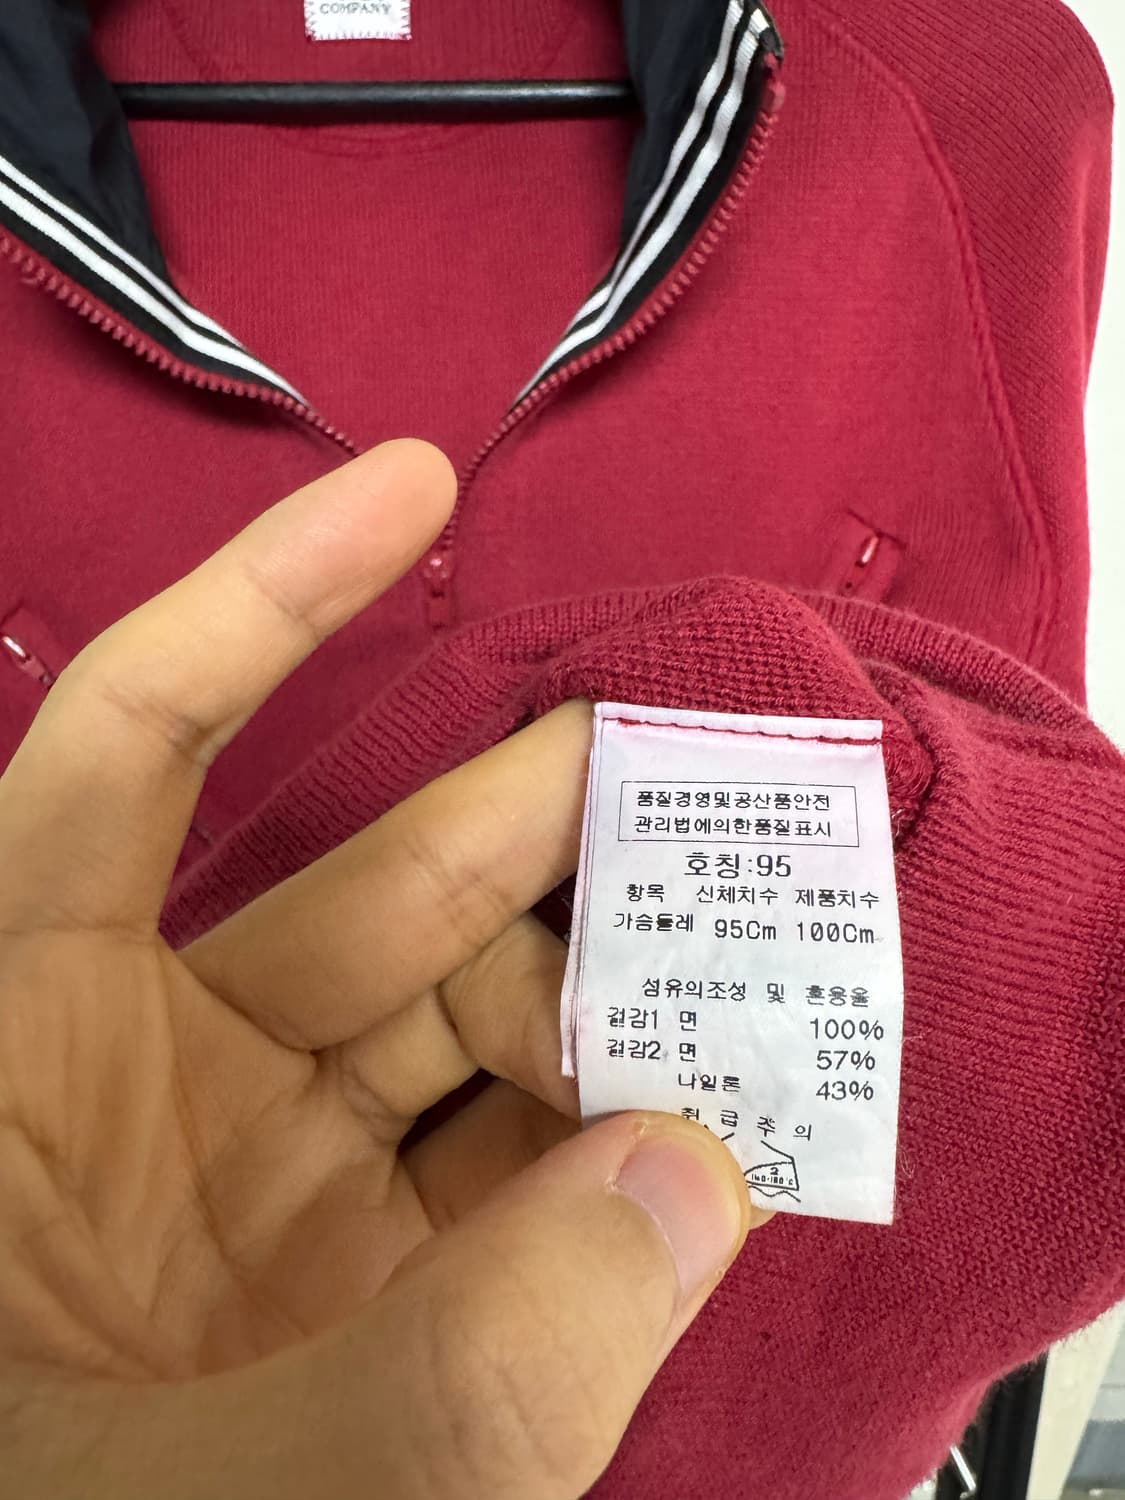 COMPANY
품질경영및공산품안전
관리법에의한품질표시
호칭:95
항목 신체치수 제품치수
가슴둘레 95Cm 100Cm
섬유의조성 및 혼용율
겉감1 면 100%
겉감2 면 57%
나일론 43%
취급주의
2